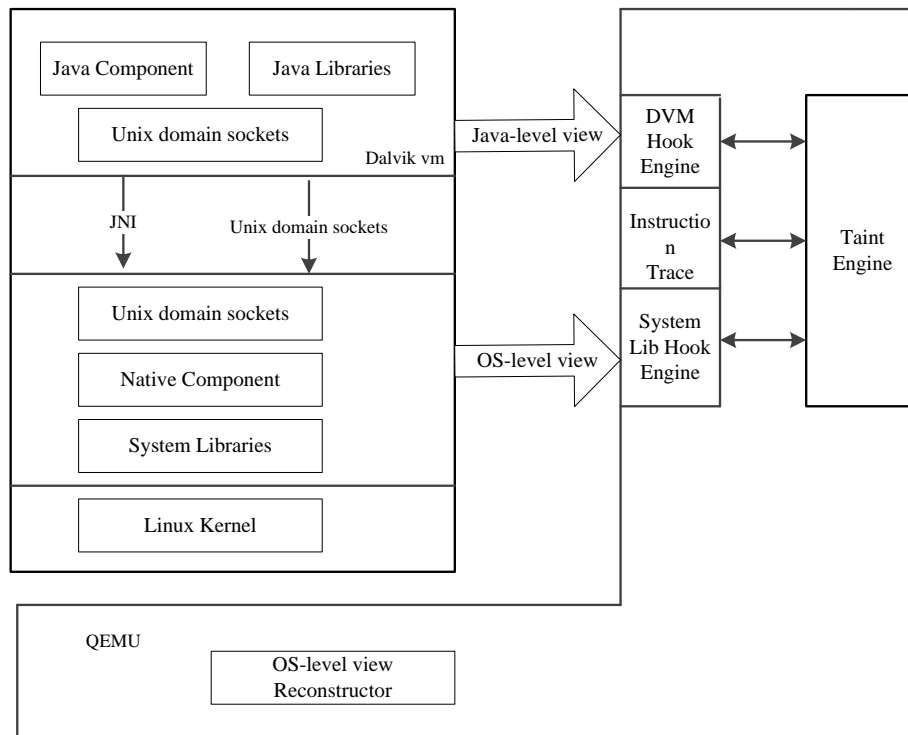 Java Component
Java Libraries
Unix domain sockets
Dalvik vm
JNI
Unix domain sockets
Unix domain sockets
Native Component
System Libraries
Linux Kernel
Java-level view
OS-level view
DVM
Hook
Engine
Instructio
n
Trace
System
Lib Hook
Engine
Taint
Engine
QEMU
OS-level view
Reconstructor